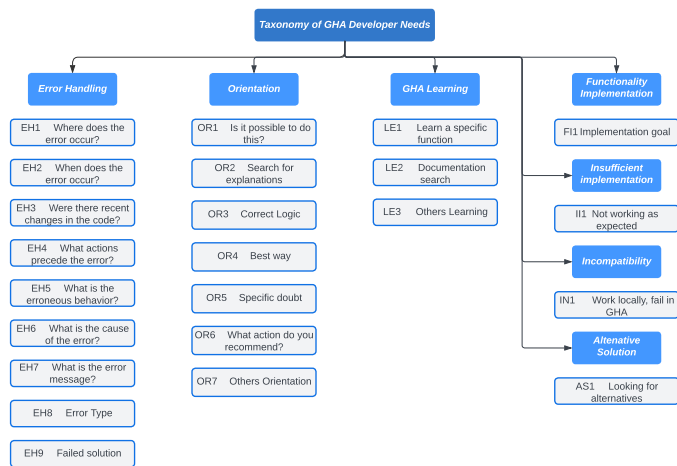 Taxonomy of GHA Developer Needs
Error Handling
EH1 Where does the
error occur?
EH2 When does the
error occur?
EH3 Were there recent
changes in the code?
EH4 What actions
precede the error?
EH5 What is the
erroneous behavior?
EH6 What is the cause
of the error?
EH7 What is the error
message?
EH8 Error Type
EH9 Failed solution
Orientation
OR1 Is it possible to do
this?
OR2 Search for
explanations
OR3 Correct Logic
OR4 Best way
OR5 Specific doubt
OR6 What action do you
recommend?
OR7 Others Orientation
GHA Learning
LE1 Learn a specific
function
LE2 Documentation
search
LE3 Others Learning
Functionality
Implementation
FI1 Implementation goal
Insufficient
implementation
II1 Not working as
expected
Incompatibility
IN1 Work locally, fail in
GHA
Altenative
Solution
AS1 Looking for
alternatives